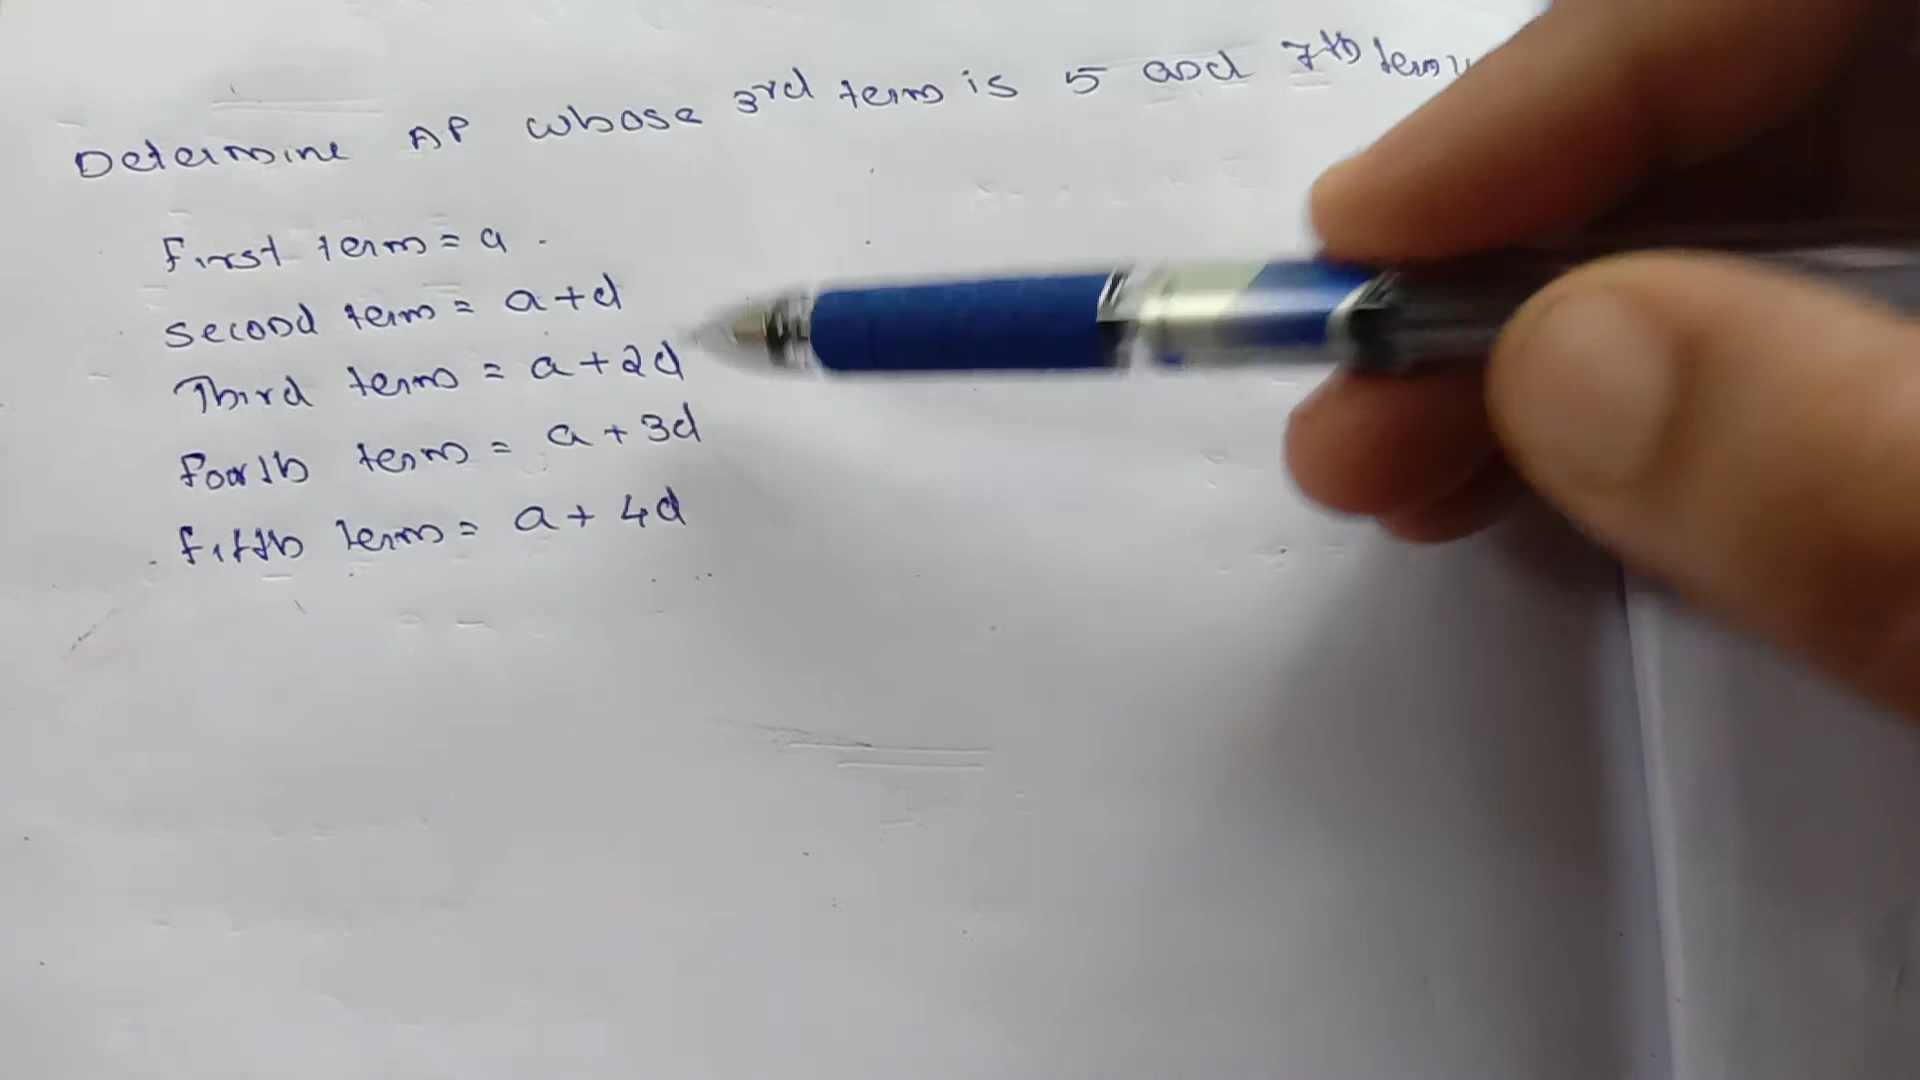 Determine AP whose 3rd term is 5 and 7th term
First term = a
Second term = a+d
Third term = a+2d
Fourth term = a+3d
Fifth term = a+4d